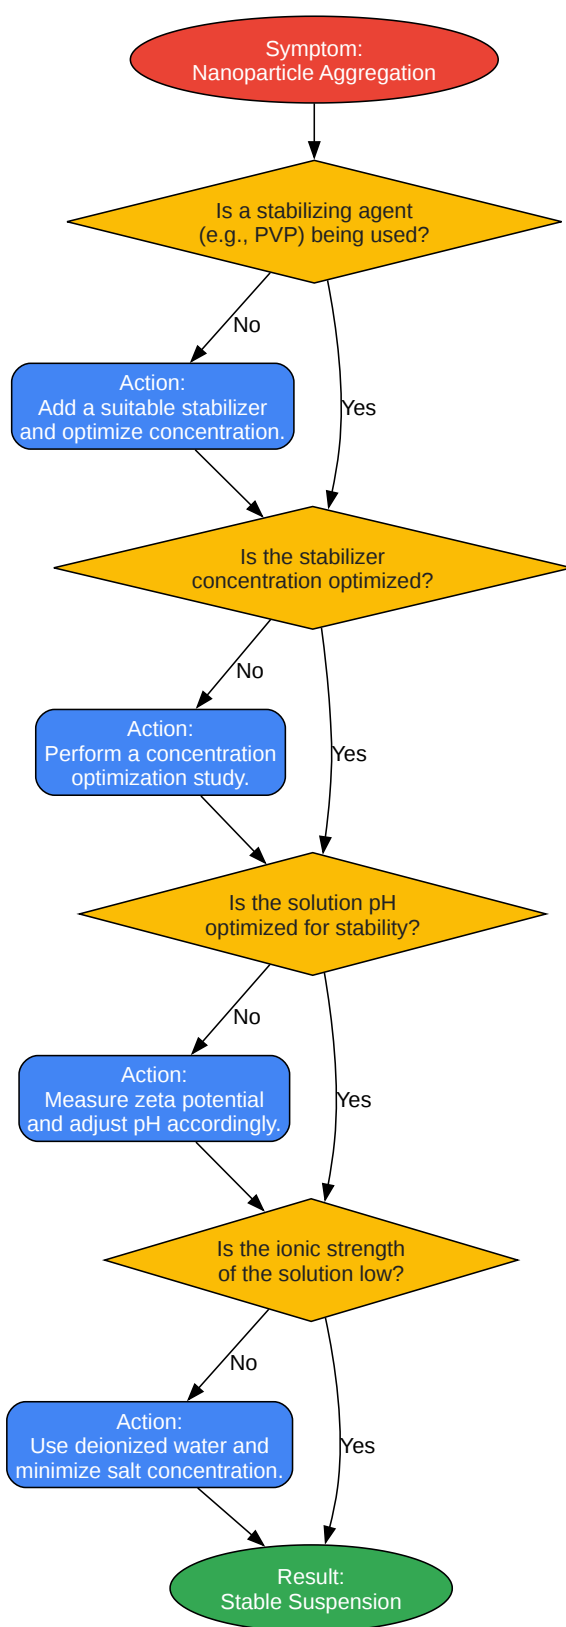 Symptom:
Nanoparticle Aggregation
Is a stabilizing agent
(e.g., PVP) being used?
No
Yes
Action:
Add a suitable stabilizer
and optimize concentration.
Is the stabilizer
concentration optimized?
No
Yes
Action:
Perform a concentration
optimization study.
Is the solution pH
optimized for stability?
No
Yes
Action:
Measure zeta potential
and adjust pH accordingly.
Is the ionic strength
of the solution low?
No
Yes
Action:
Use deionized water and
minimize salt concentration.
Result:
Stable Suspension